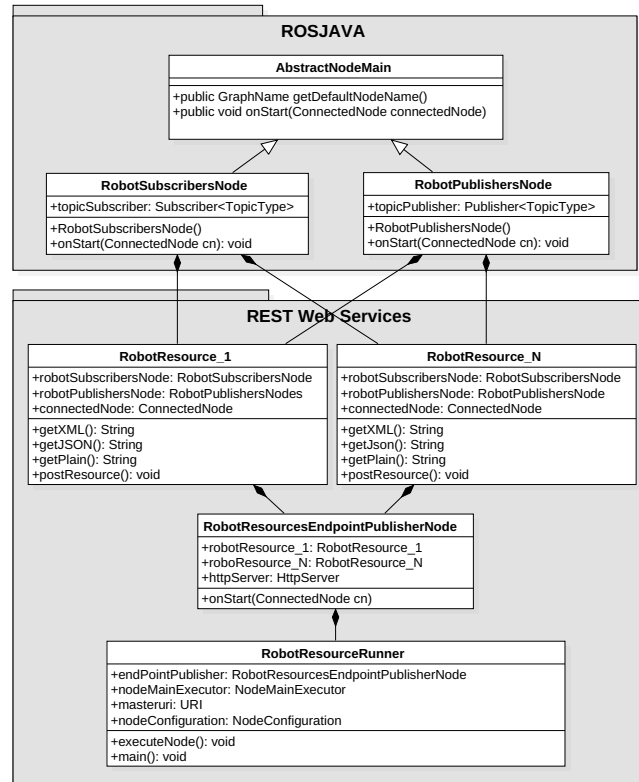 ROSJAVA
AbstractNodeMain
+public GraphName getDefaultNodeName()
+public void onStart(ConnectedNode connectedNode)
RobotSubscribersNode
+topicSubscriber: Subscriber<TopicType>
+RobotSubscribersNode()
+onStart(ConnectedNode cn): void
RobotPublishersNode
+topicPublisher: Publisher<TopicType>
+RobotPublishersNode()
+onStart(ConnectedNode cn): void
REST Web Services
RobotResource_1
+robotSubscribersNode: RobotSubscribersNode
+robotPublishersNode: RobotPublishersNodes
+connectedNode: ConnectedNode
+getXML(): String
+getJSON(): String
+getPlain(): String
+postResource(): void
RobotResource_N
+robotSubscribersNode: RobotSubscribersNode
+robotPublishersNode: RobotPublishersNode
+connectedNode: ConnectedNode
+getXML(): String
+getJson(): String
+getPlain(): String
+postResource(): void
RobotResourcesEndpointPublisherNode
+robotResource_1: RobotResource_1
+roboResource_N: RobotResource_N
+httpServer: HttpServer
+onStart(ConnectedNode cn)
RobotResourceRunner
+endPointPublisher: RobotResourcesEndpointPublisherNode
+nodeMainExecutor: NodeMainExecutor
+masteruri: URI
+nodeConfiguration: NodeConfiguration
+executeNode(): void
+main(): void